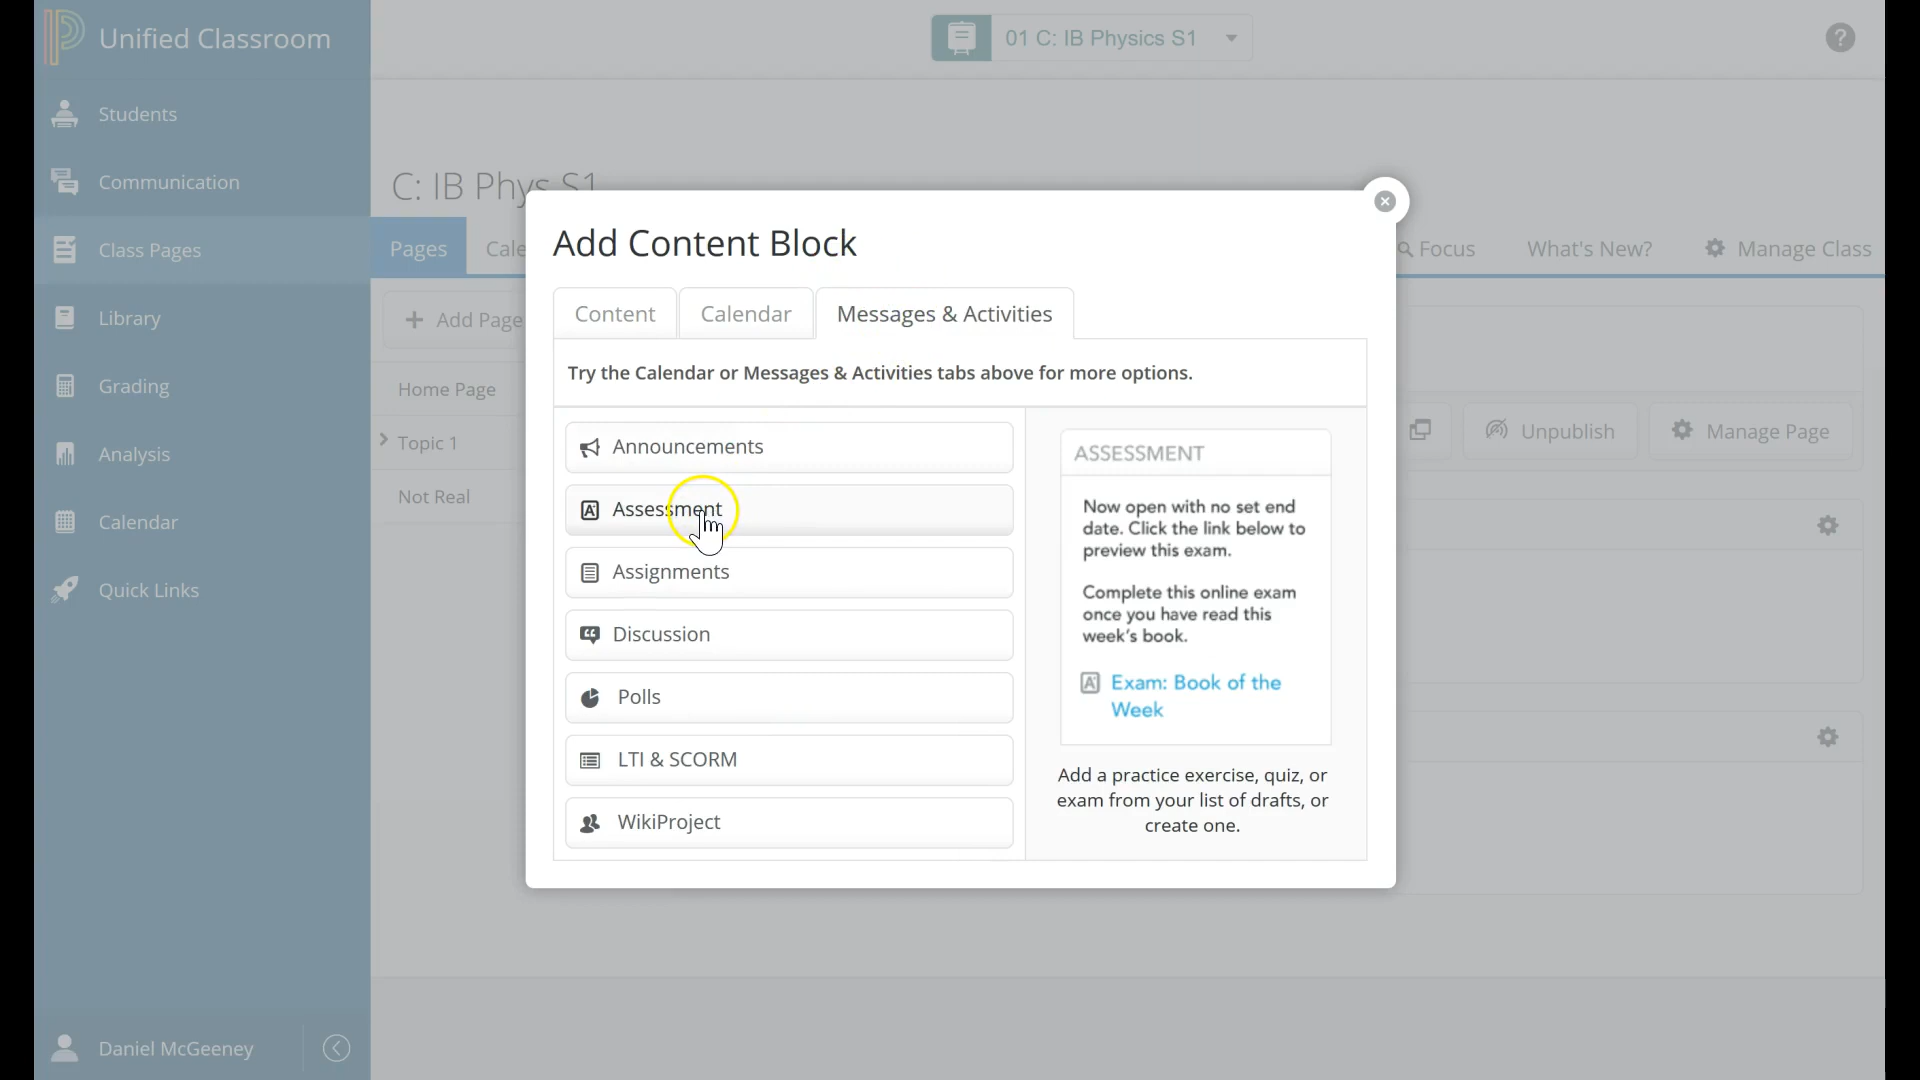 Unified Classroom
01 C: IB Physics S1
?
Students
Communication
Class Pages
Library
Grading
Analysis
Calendar
Quick Links
Daniel McGeeney
C: IB Phys S1
Pages
Cale
Focus
What's New?
Manage Class
+ Add Page
Home Page
Topic 1
Not Real
Unpublish
Manage Page
Add Content Block
Content
Calendar
Messages & Activities
Try the Calendar or Messages & Activities tabs above for more options.
Announcements
Assessment
Assignments
Discussion
Polls
LTI & SCORM
WikiProject
ASSESSMENT
Now open with no set end
date. Click the link below to
preview this exam.
Complete this online exam
once you have read this
week's book.
Exam: Book of the
Week
Add a practice exercise, quiz, or
exam from your list of drafts, or
create one.